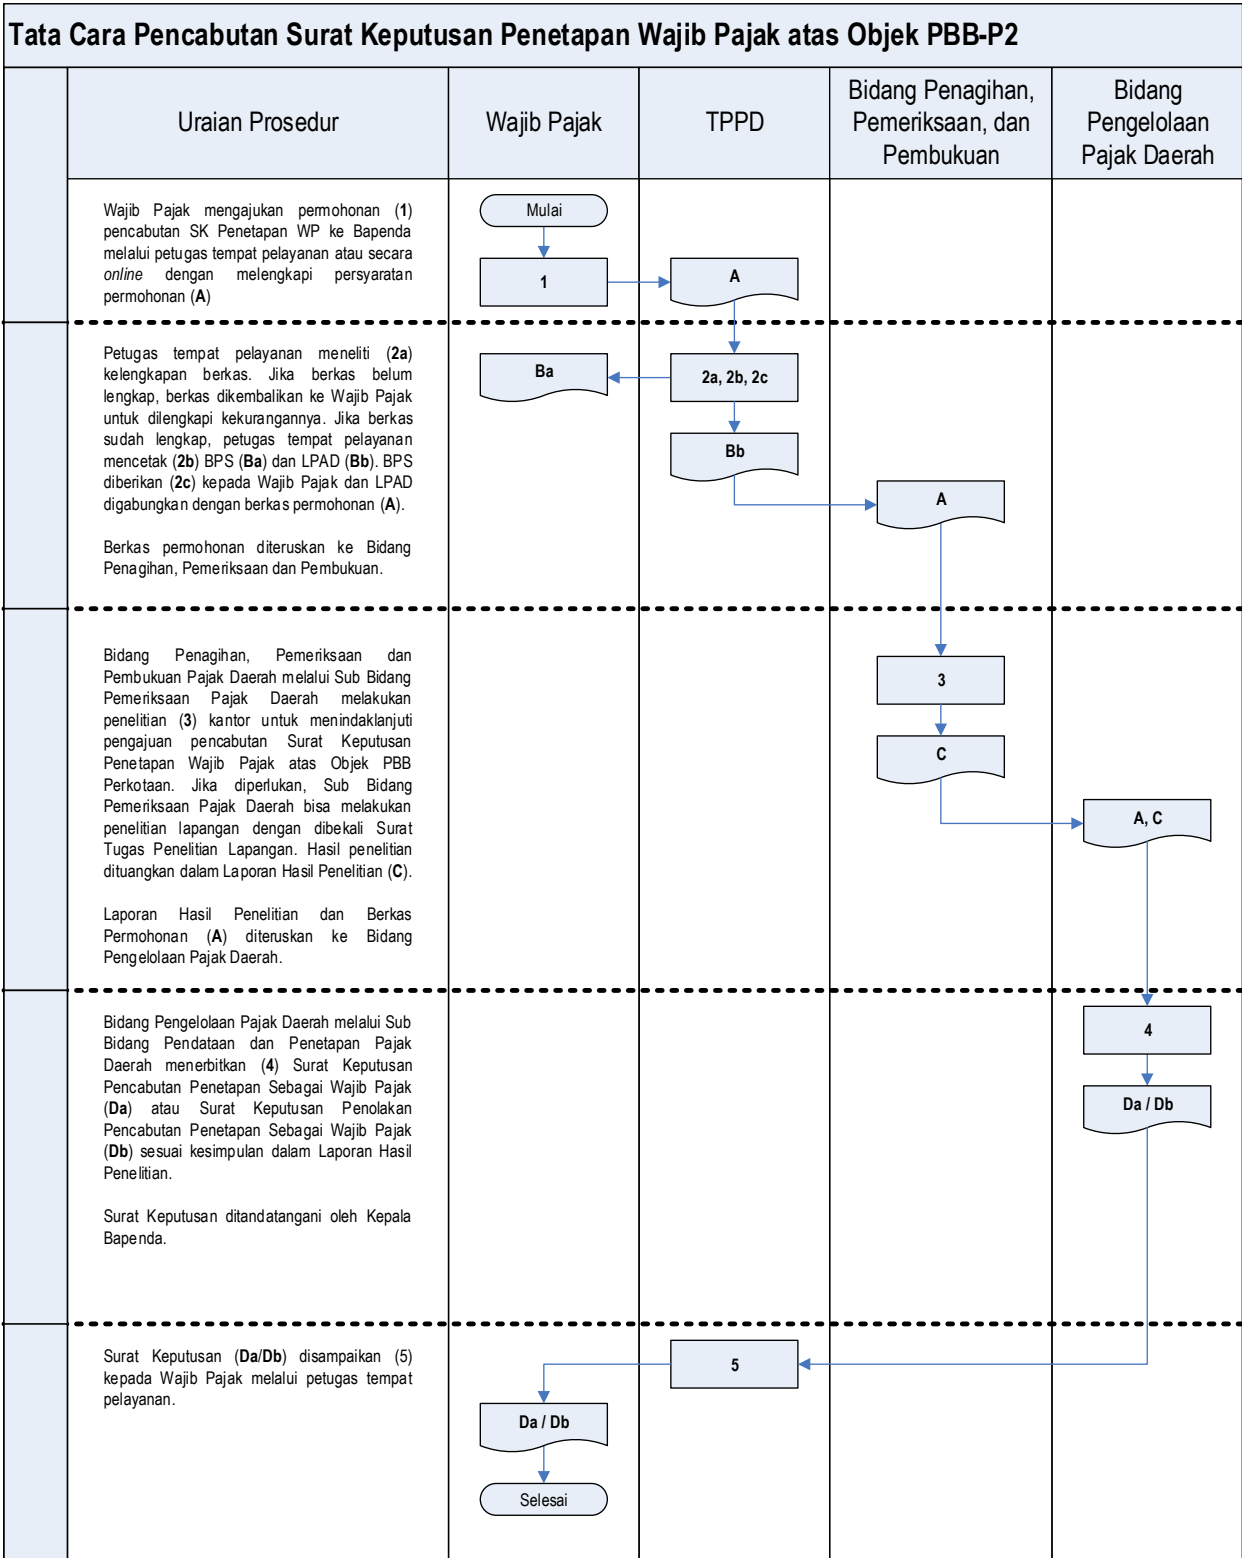 Tata Cara Pencabutan Surat Keputusan Penetapan Wajib Pajak atas Objek PBB-P2
Uraian Prosedur
Wajib Pajak
TPPD
Bidang Penagihan,
Pemeriksaan, dan
Pembukuan
Bidang
Pengelolaan
Pajak Daerah
Wajib Pajak mengajukan permohonan (1)
pencabutan SK Penetapan WP ke Bapenda
melalui petugas tempat pelayanan atau secara
online dengan melengkapi persyaratan
permohonan (A)
Mulai
1
A
Petugas tempat pelayanan meneliti (2a)
kelengkapan berkas. Jika berkas belum
lengkap, berkas dikembalikan ke Wajib Pajak
untuk dilengkapi kekurangannya. Jika berkas
sudah lengkap, petugas tempat pelayanan
mencetak (2b) BPS (Ba) dan LPAD (Bb). BPS
diberikan (2c) kepada Wajib Pajak dan LPAD
digabungkan dengan berkas permohonan (A).
Berkas permohonan diteruskan ke Bidang
Penagihan, Pemeriksaan dan Pembukuan.
Ba
2a, 2b, 2c
Bb
A
Bidang Penagihan, Pemeriksaan dan
Pembukuan Pajak Daerah melalui Sub Bidang
Pemeriksaan Pajak Daerah melakukan
penelitian (3) kantor untuk menindaklanjuti
pengajuan pencabutan Surat Keputusan
Penetapan Wajib Pajak atas Objek PBB
Perkotaan. Jika diperlukan, Sub Bidang
Pemeriksaan Pajak Daerah bisa melakukan
penelitian lapangan dengan dibekali Surat
Tugas Penelitian Lapangan. Hasil penelitian
dituangkan dalam Laporan Hasil Penelitian (C).
Laporan Hasil Penelitian dan Berkas
Permohonan (A) diteruskan ke Bidang
Pengelolaan Pajak Daerah.
3
C
A, C
Bidang Pengelolaan Pajak Daerah melalui Sub
Bidang Pendataan dan Penetapan Pajak
Daerah menerbitkan (4) Surat Keputusan
Pencabutan Penetapan Sebagai Wajib Pajak
(Da) atau Surat Keputusan Penolakan
Pencabutan Penetapan Sebagai Wajib Pajak
(Db) sesuai kesimpulan dalam Laporan Hasil
Penelitian.
Surat Keputusan ditandatangani oleh Kepala
Bapenda.
4
Da / Db
Surat Keputusan (Da/Db) disampaikan (5)
kepada Wajib Pajak melalui petugas tempat
pelayanan.
5
Da / Db
Selesai